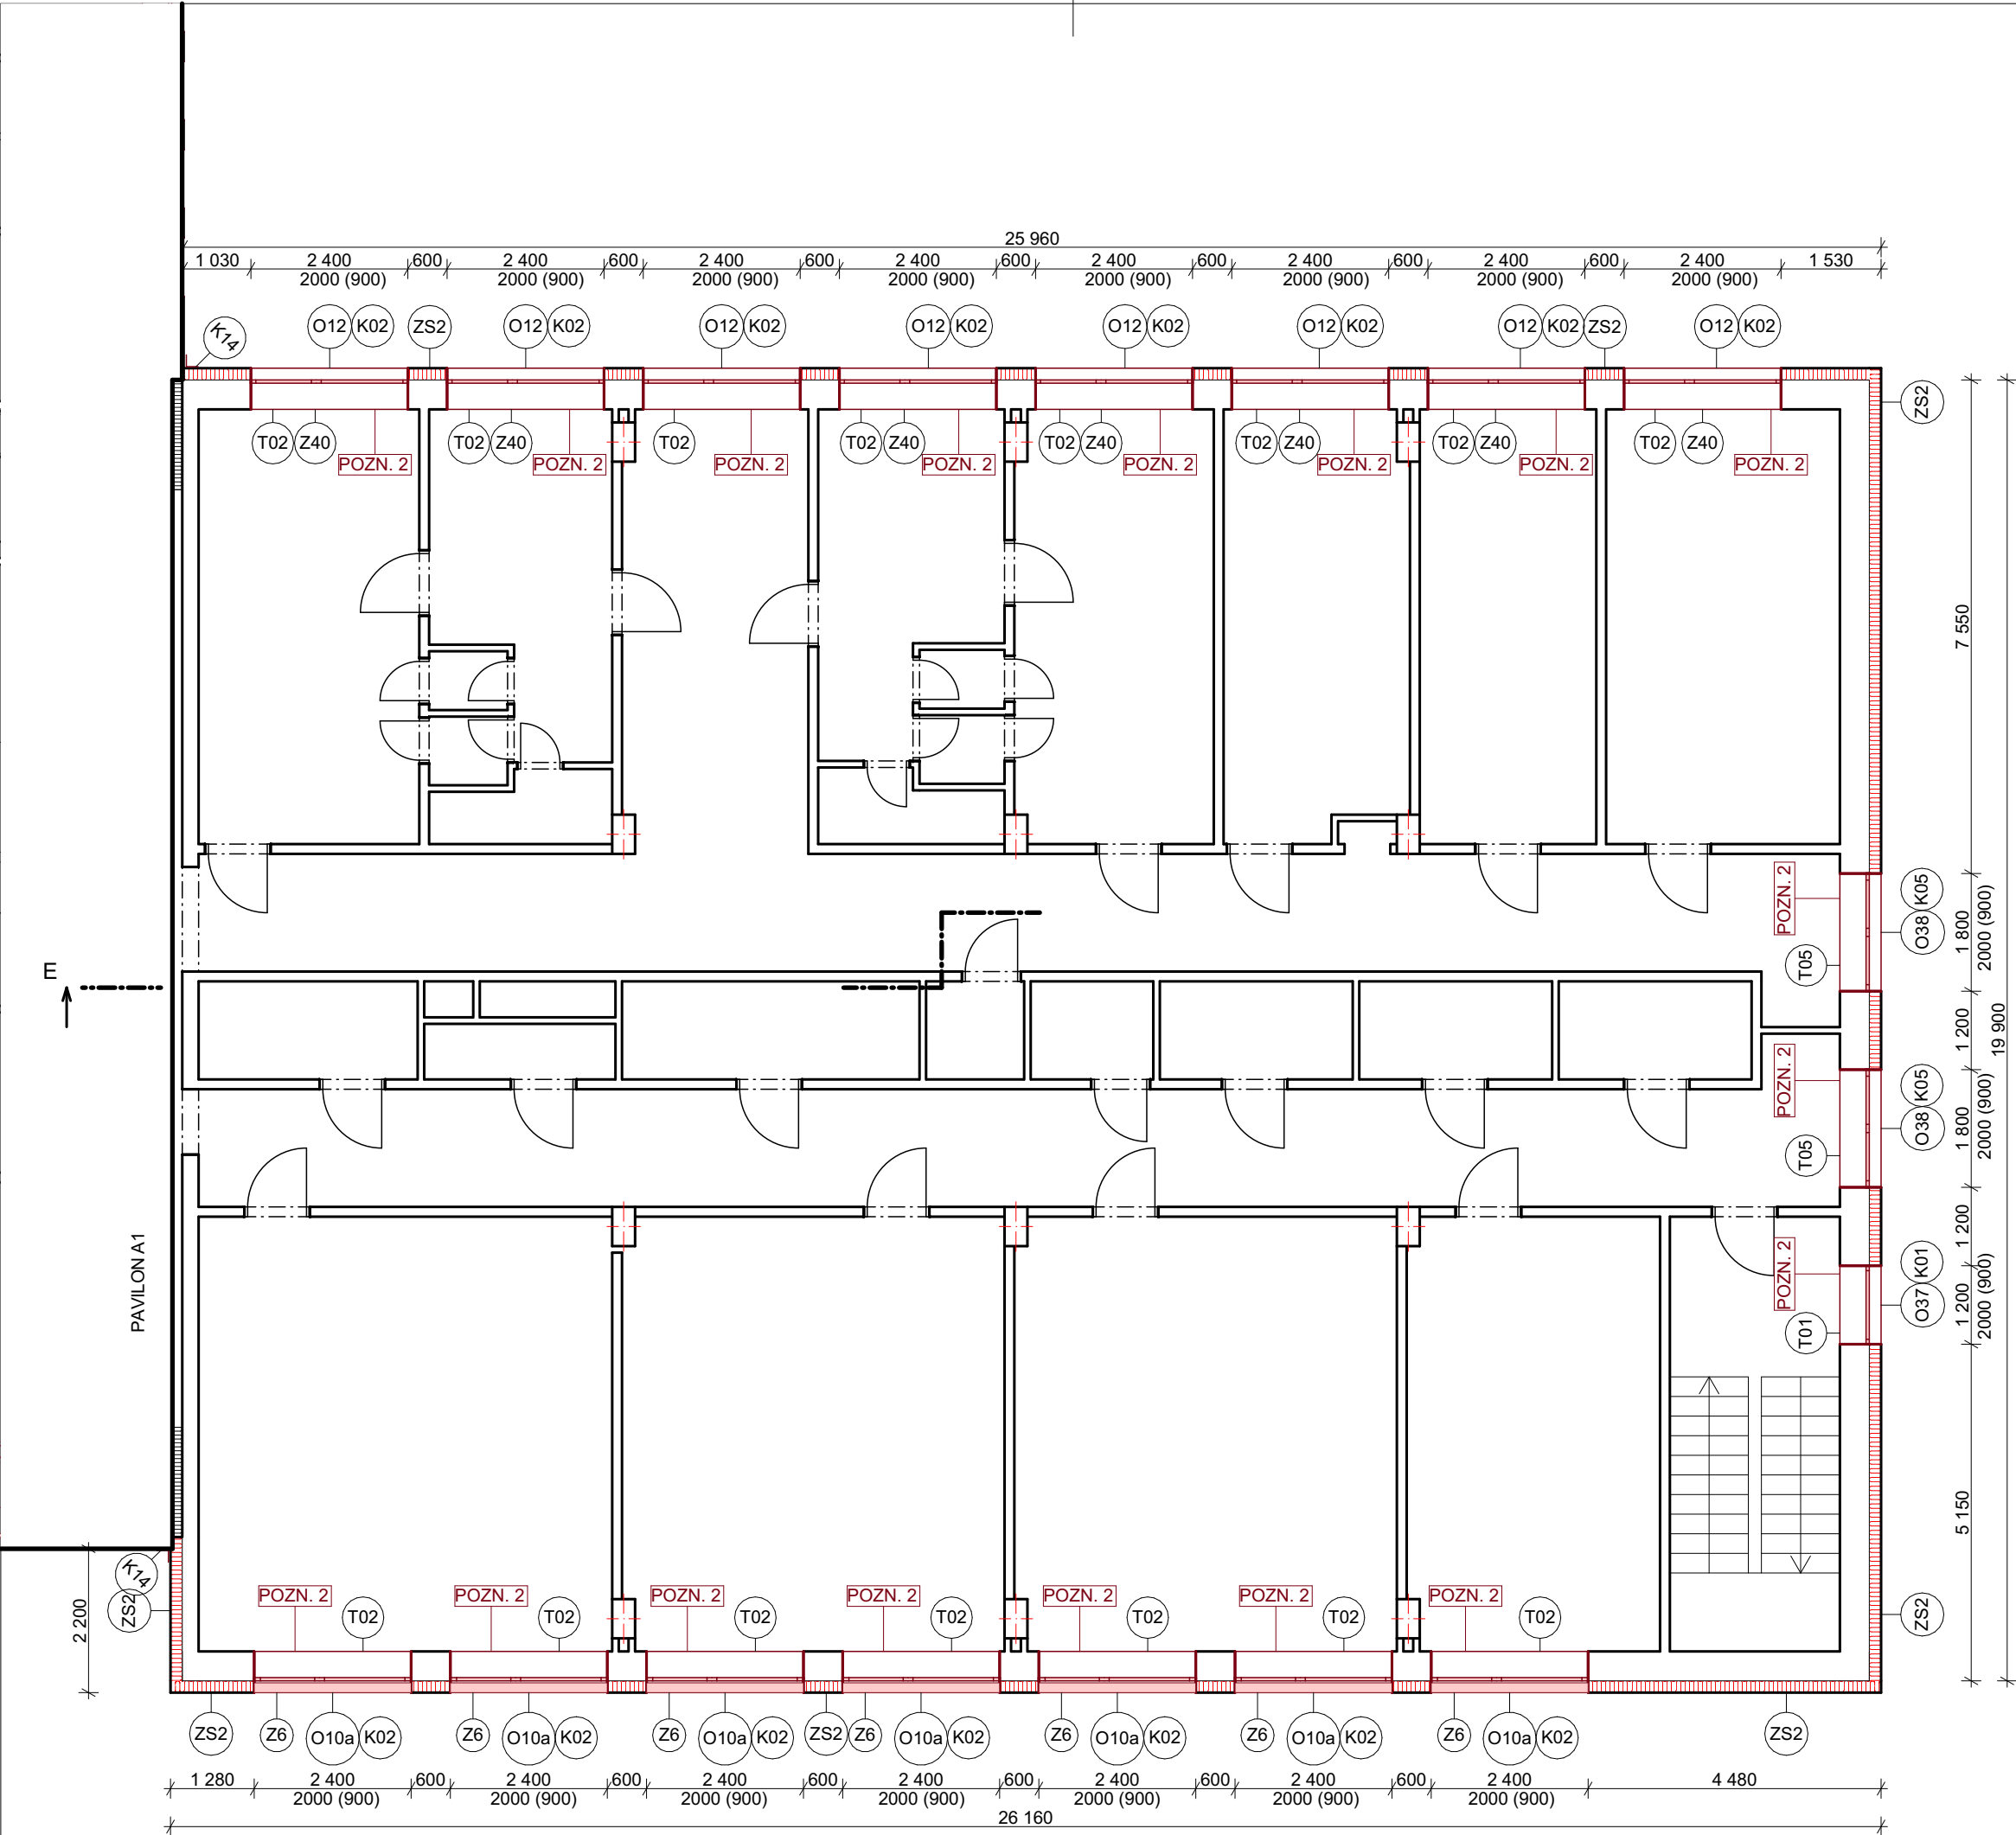 25 960
1 030 2 400 600 2 400 600 2 400 600 2 400 600 2 400 600 2 400 600 2 400 600 2 400 1 530
2000 (900) 2000 (900) 2000 (900) 2000 (900) 2000 (900) 2000 (900) 2000 (900) 2000 (900)
K14 O12 K02 ZS2 O12 K02 O12 K02 O12 K02 O12 K02 O12 K02 O12 K02 ZS2 O12 K02
ZS2
T02 Z40 T02 Z40 T02 T02 Z40 T02 Z40 T02 Z40 T02 Z40 T02 Z40
POZN. 2 POZN. 2 POZN. 2 POZN. 2 POZN. 2 POZN. 2 POZN. 2 POZN. 2
7 550
POZN. 2
K05
O38
1 800
2000 (900)
T05
E
1 200
19 900
POZN. 2
K05
O38
1 800
2000 (900)
T05
1 200
PAVILON A1
POZN. 2
K01
O37
1 200
2000 (900)
T01
5 150
K14
ZS2
2 200
ZS2
POZN. 2 POZN. 2 POZN. 2 POZN. 2 POZN. 2 POZN. 2 POZN. 2
T02 T02 T02 T02 T02 T02 T02
ZS2 Z6 O10a K02 Z6 O10a K02 Z6 O10a K02 ZS2 Z6 O10a K02 Z6 O10a K02 Z6 O10a K02 Z6 O10a K02 ZS2
1 280 2 400 600 2 400 600 2 400 600 2 400 600 2 400 600 2 400 600 2 400 4 480
2000 (900) 2000 (900) 2000 (900) 2000 (900) 2000 (900) 2000 (900) 2000 (900)
26 160